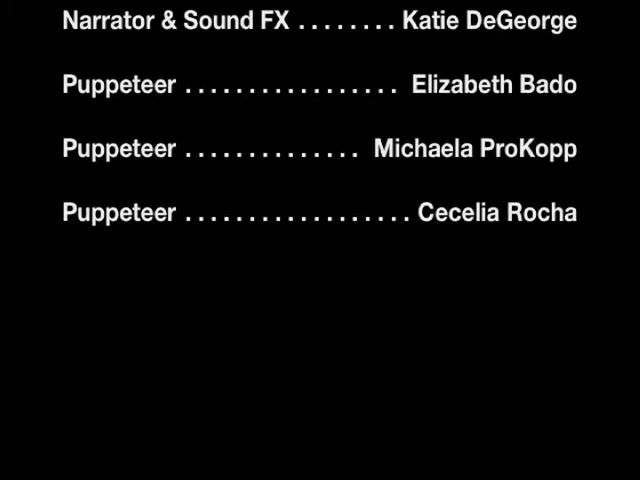 Narrator & Sound FX . . . . . . . . Katie DeGeorge
Puppeteer . . . . . . . . . . . . . . . . . Elizabeth Bado
Puppeteer . . . . . . . . . . . . . . Michaela ProKopp
Puppeteer . . . . . . . . . . . . . . . . . . Cecelia Rocha